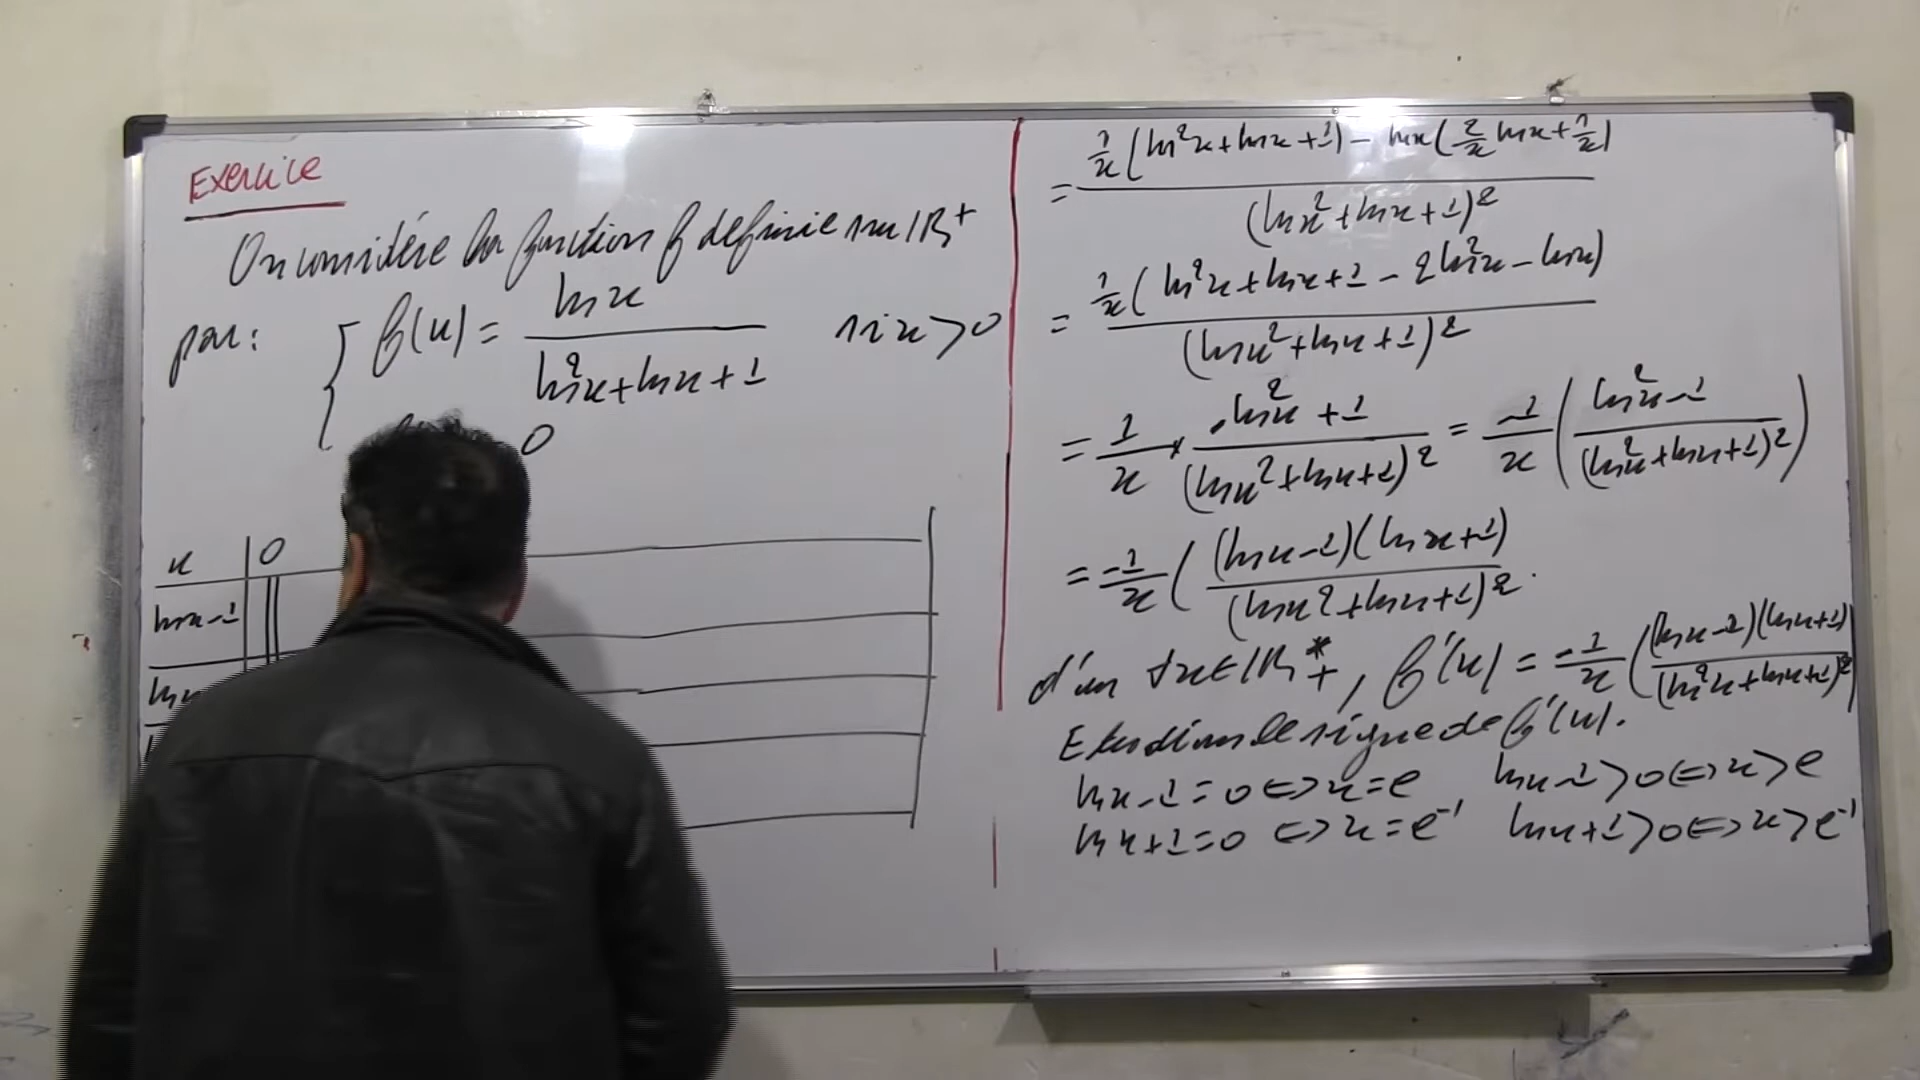 Exercice
On considère la fonction f définie sur IR+
par: { f(x) = lnx / (ln²x + lnx + 1) si x > 0
0
x | 0
lnx - 1
lnx
= (1/x (ln²x + lnx + 1) - lnx (2/x lnx + 1/x)) / (lnx² + lnx + 1)²
= (1/x (ln²x + lnx + 1 - 2ln²x - lnx)) / (lnx² + lnx + 1)²
= 1/x × (-ln²x + 1) / (lnx² + lnx + 1)² = -1/x ( (ln²x - 1) / (ln²x + lnx + 1)² )
= -1/x ( (lnx - 1)(lnx + 1) / (lnx² + lnx + 1)² .
d'où ∀x ∈ IR*+ , f'(x) = -1/x ( (lnx - 1)(lnx + 1) / (ln²x + lnx + 1)² )
Etudions le signe de f'(x).
lnx - 1 = 0 ⇔ x = e lnx - 1 > 0 ⇔ x > e
lnx + 1 = 0 ⇔ x = e⁻¹ lnx + 1 > 0 ⇔ x > e⁻¹